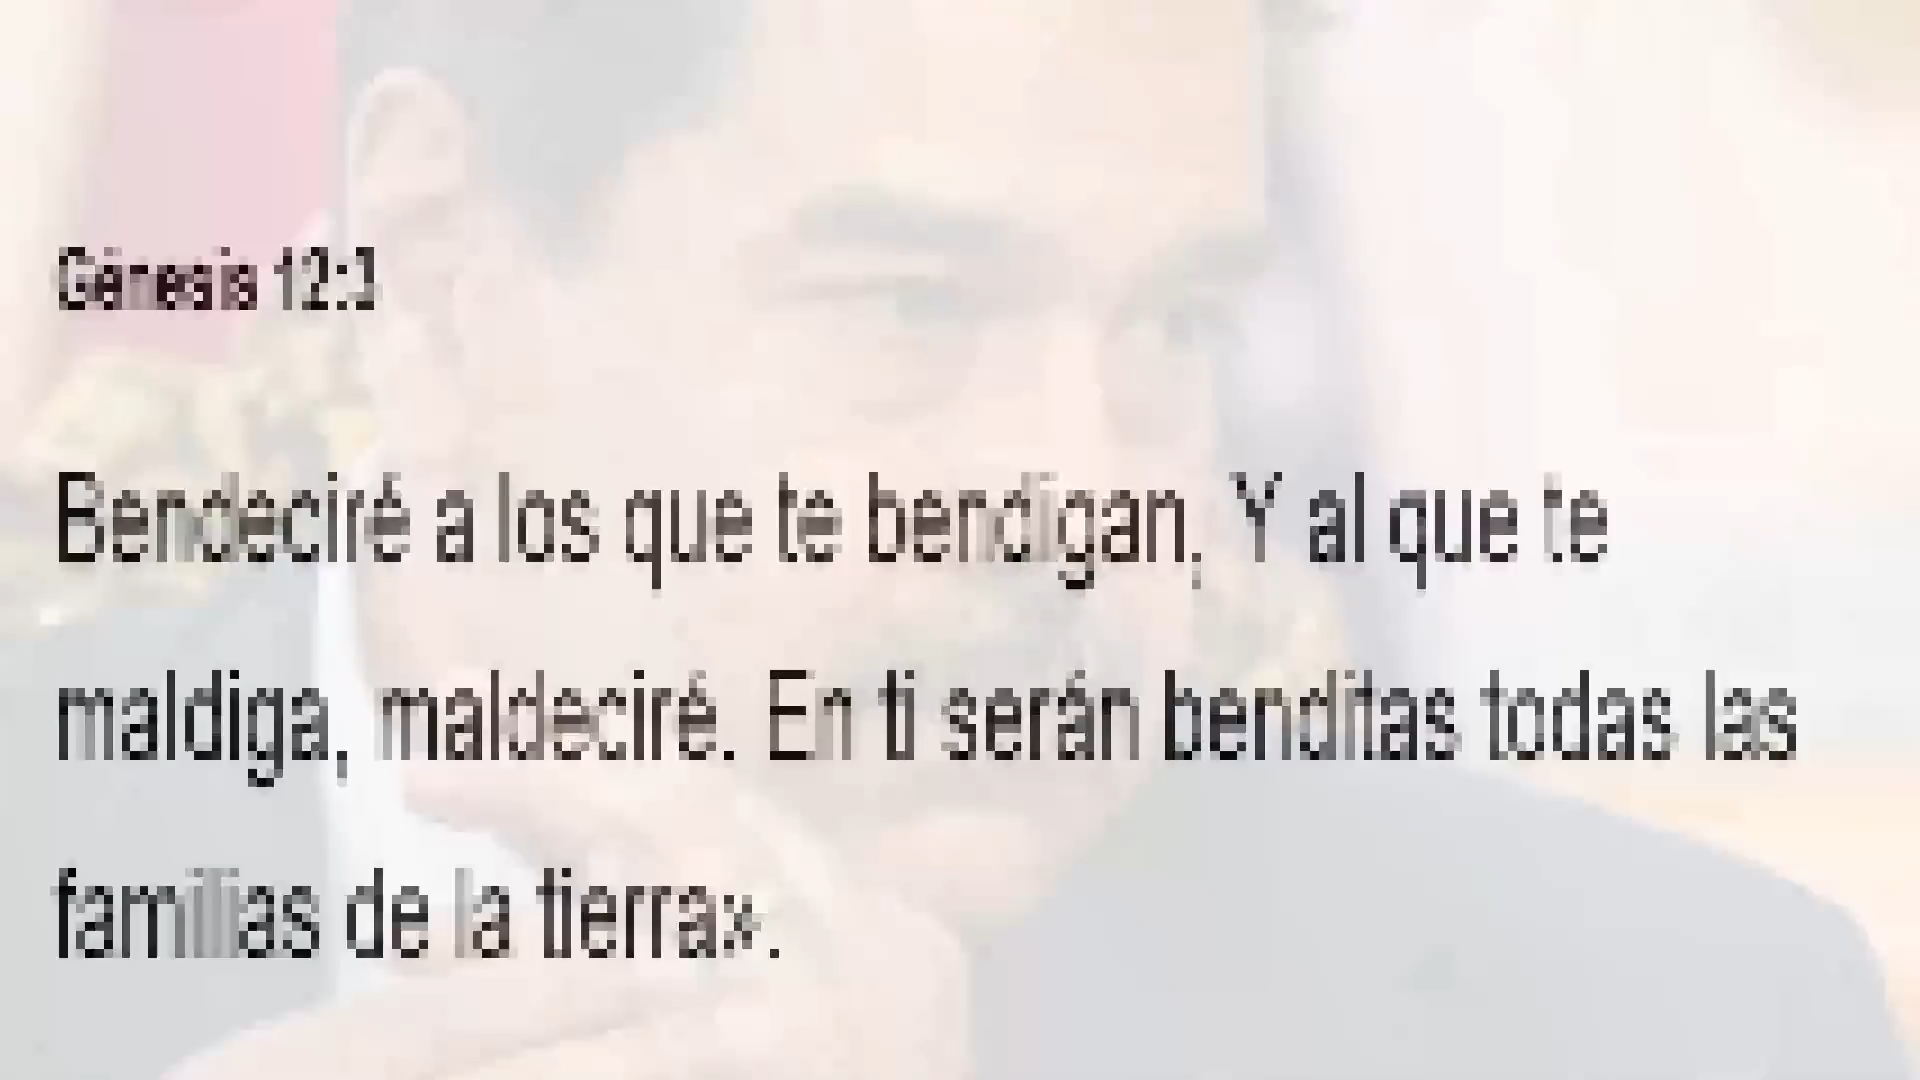 Génesis 12:3
Bendeciré a los que te bendigan, Y al que te
maldiga, maldeciré. En ti serán benditas todas las
familias de la tierra».